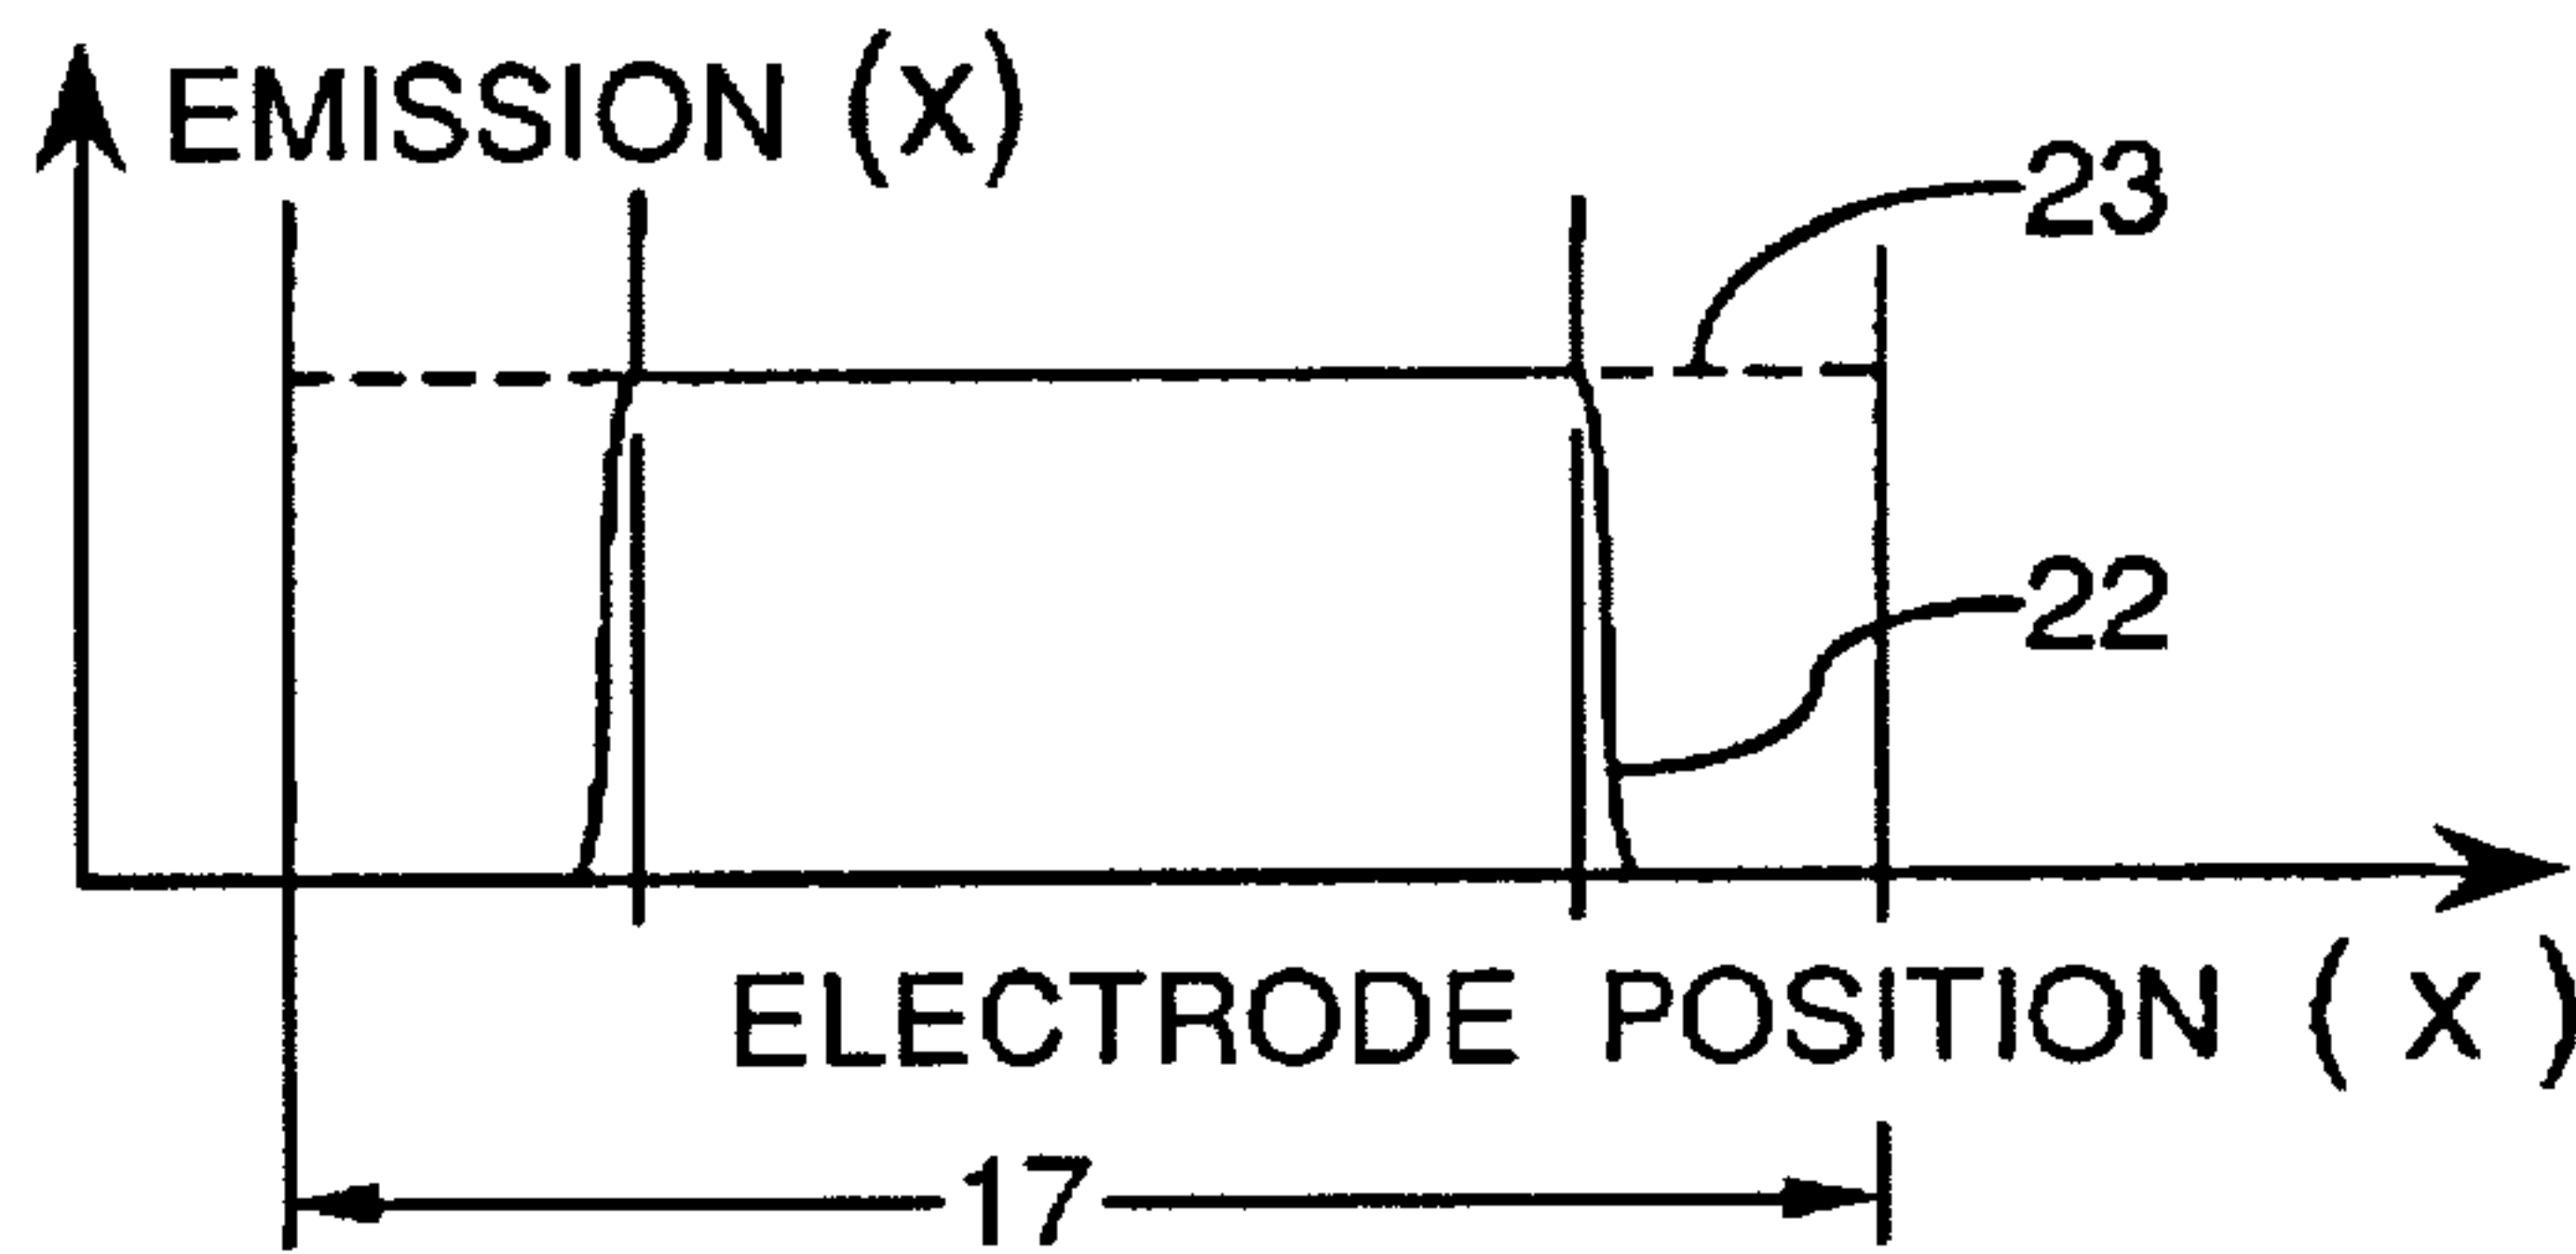 EMISSION (X)
23
22
ELECTRODE POSITION ( X )
17